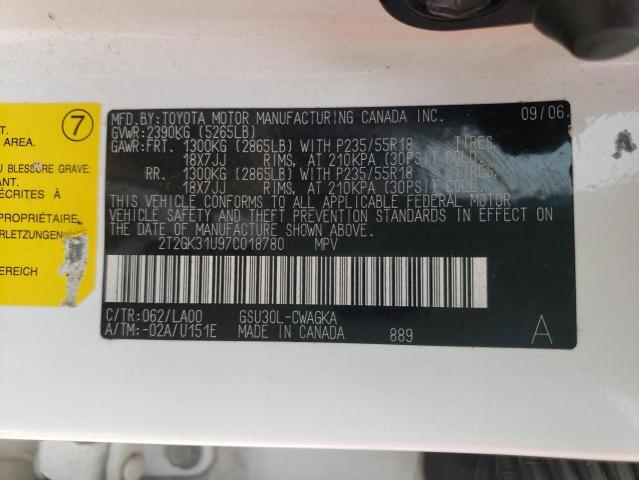 7
T.
AREA.
U BLESSURE GRAVE:
ANT.
ÉCRITES À
PROPRIÉTAIRE.
ERLETZUNGEN
BEREICH
MFD.BY:TOYOTA MOTOR MANUFACTURING CANADA INC. 09/06
GVWR:2390KG (5265LB)
GAWR:FRT. 1300KG (2865LB) WITH P235/55R18 TIRES,
18X7JJ RIMS, AT 210KPA (30PSI) COLD.
RR. 1300KG (2865LB) WITH P235/55R18 TIRES,
18X7JJ RIMS, AT 210KPA (30PSI) COLD.
THIS VEHICLE CONFORMS TO ALL APPLICABLE FEDERAL MOTOR
VEHICLE SAFETY AND THEFT PREVENTION STANDARDS IN EFFECT ON
THE DATE OF MANUFACTURE SHOWN ABOVE.
2T2GK31U97C018780 MPV
C/TR:062/LA00 GSU30L-CWAGKA
A/TM:-02A/U151E MADE IN CANADA 889 A